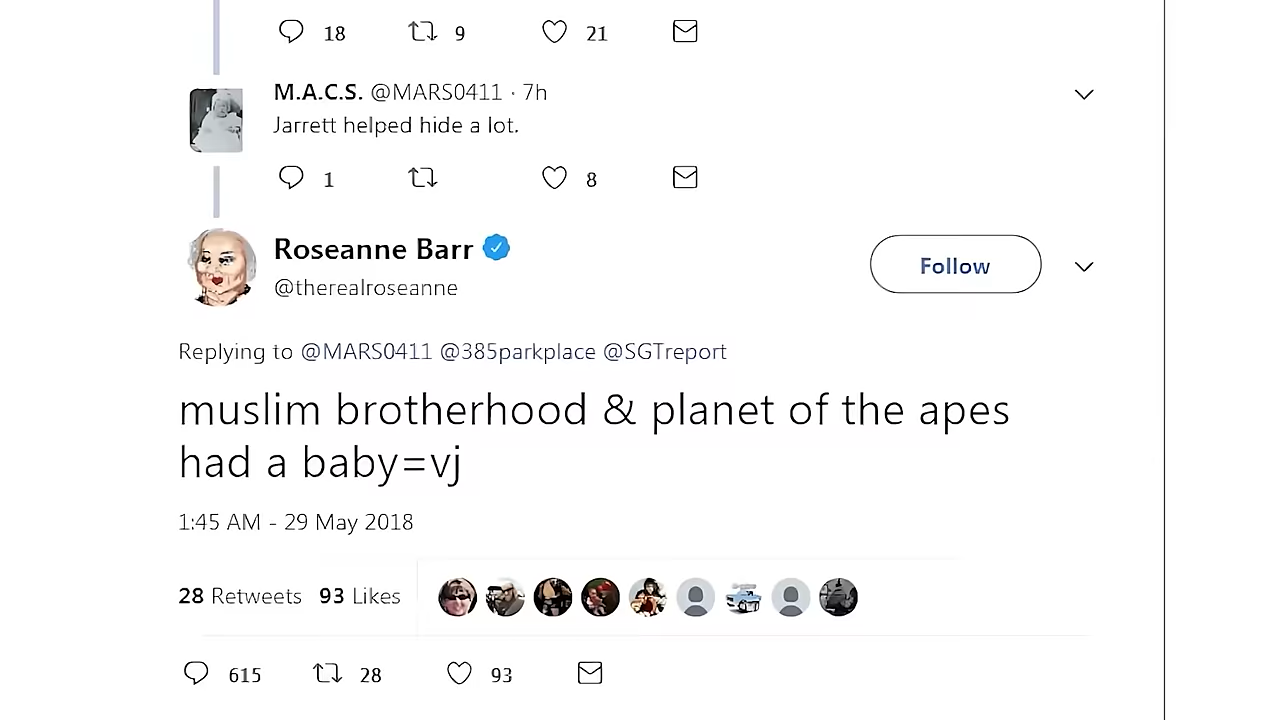 18 9 21
M.A.C.S. @MARS0411 · 7h
Jarrett helped hide a lot.
1 8
Roseanne Barr
@therealroseanne
Follow
Replying to @MARS0411 @385parkplace @SGTreport
muslim brotherhood & planet of the apes
had a baby=vj
1:45 AM - 29 May 2018
28 Retweets 93 Likes
615 28 93